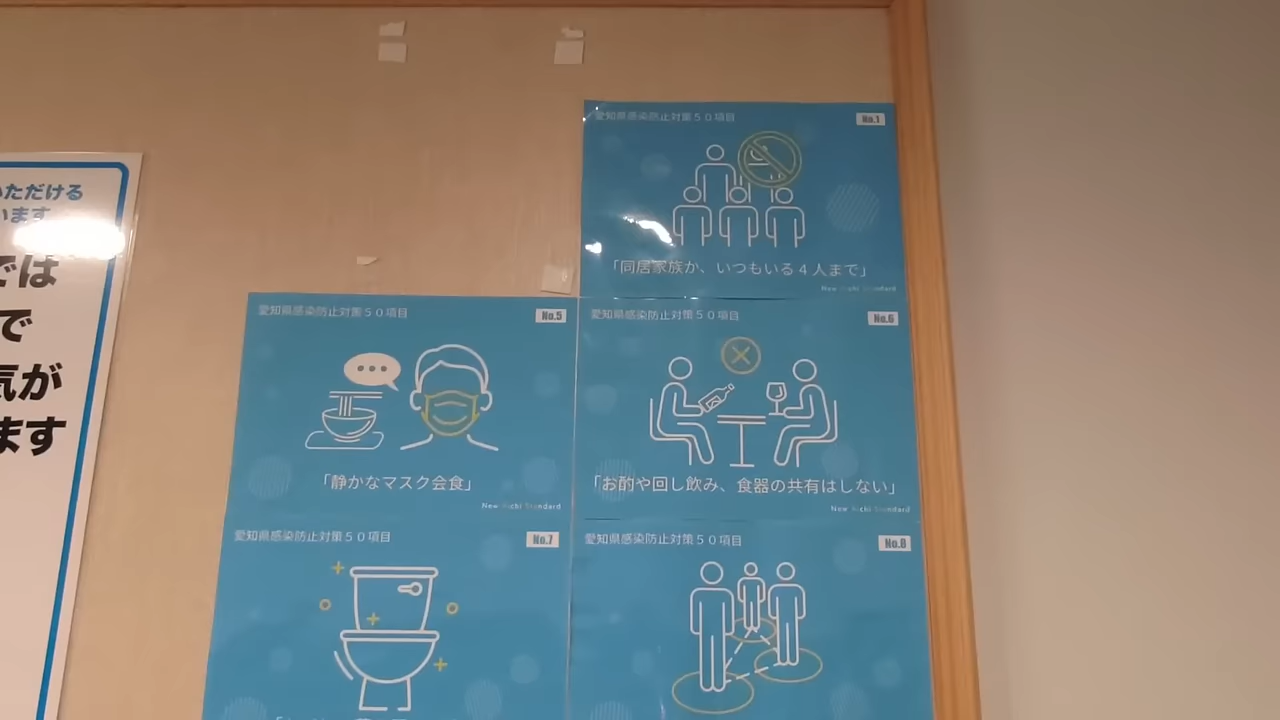 いただける
います
では
で
気が
ます
愛知県感染防止対策50項目
No.1
「同居家族か、いつもいる4人まで」
New Aichi Standard
愛知県感染防止対策50項目
No.5
「静かなマスク会食」
New Aichi Standard
愛知県感染防止対策50項目
No.6
「お酌や回し飲み、食器の共有はしない」
New Aichi Standard
愛知県感染防止対策50項目
No.7
愛知県感染防止対策50項目
No.8